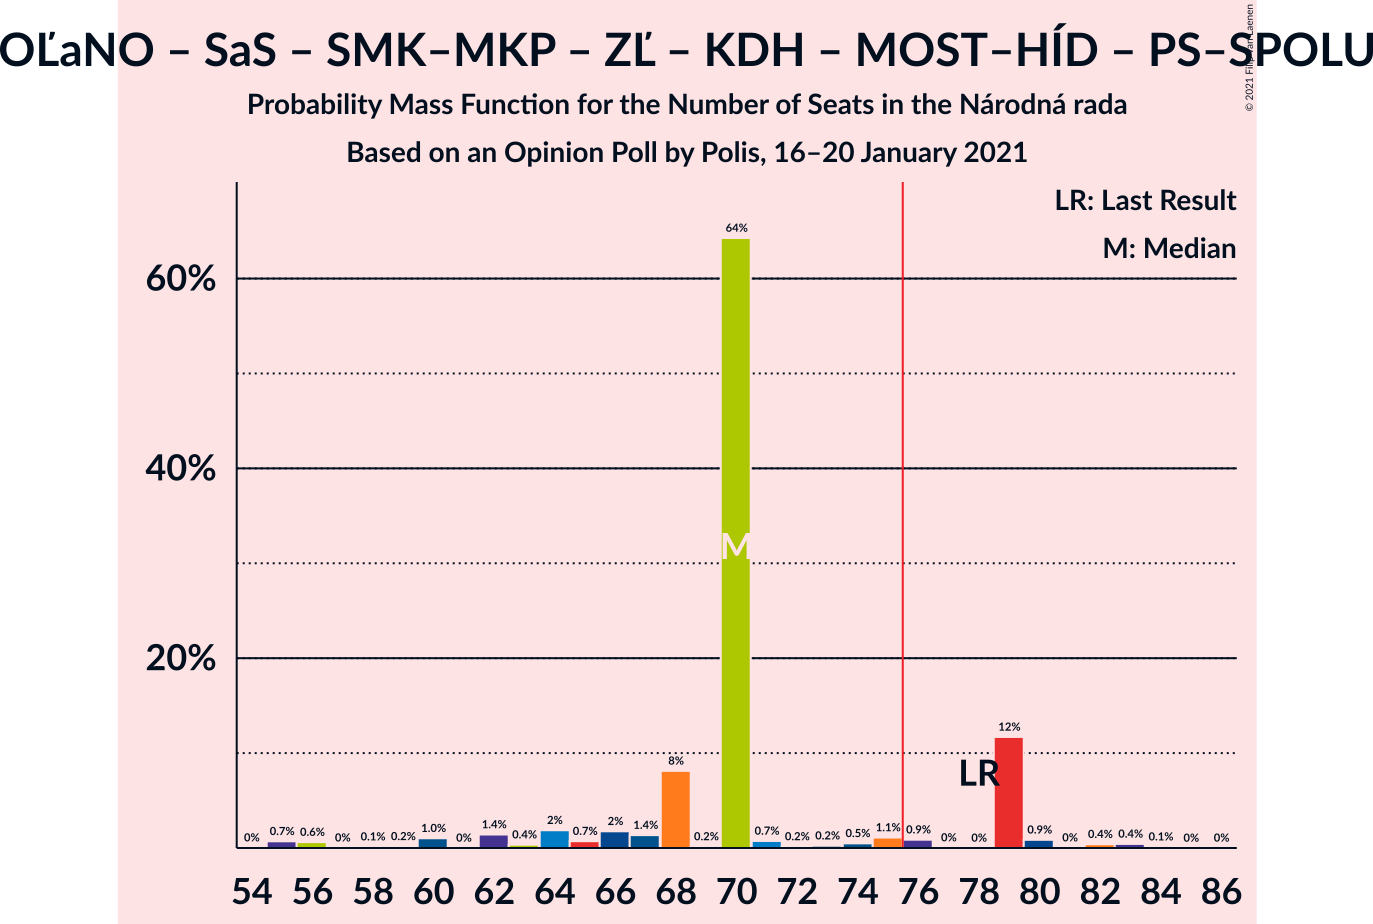 OĽaNO – SaS – SMK–MKP – ZĽ – KDH – MOST–HÍD – PS–SPOLU
© 2021 Filip van Laenen
Probability Mass Function for the Number of Seats in the Národná rada
Based on an Opinion Poll by Polis, 16–20 January 2021
LR: Last Result
M: Median
60%
40%
20%
0% 0.7% 0.6% 0% 0.1% 0.2% 1.0% 0% 1.4% 0.4% 2% 0.7% 2% 1.4% 8% 0.2% 64% 0.7% 0.2% 0.2% 0.5% 1.1% 0.9% 0% 0% 12% 0.9% 0% 0.4% 0.4% 0.1% 0% 0%
M
LR
54 56 58 60 62 64 66 68 70 72 74 76 78 80 82 84 86